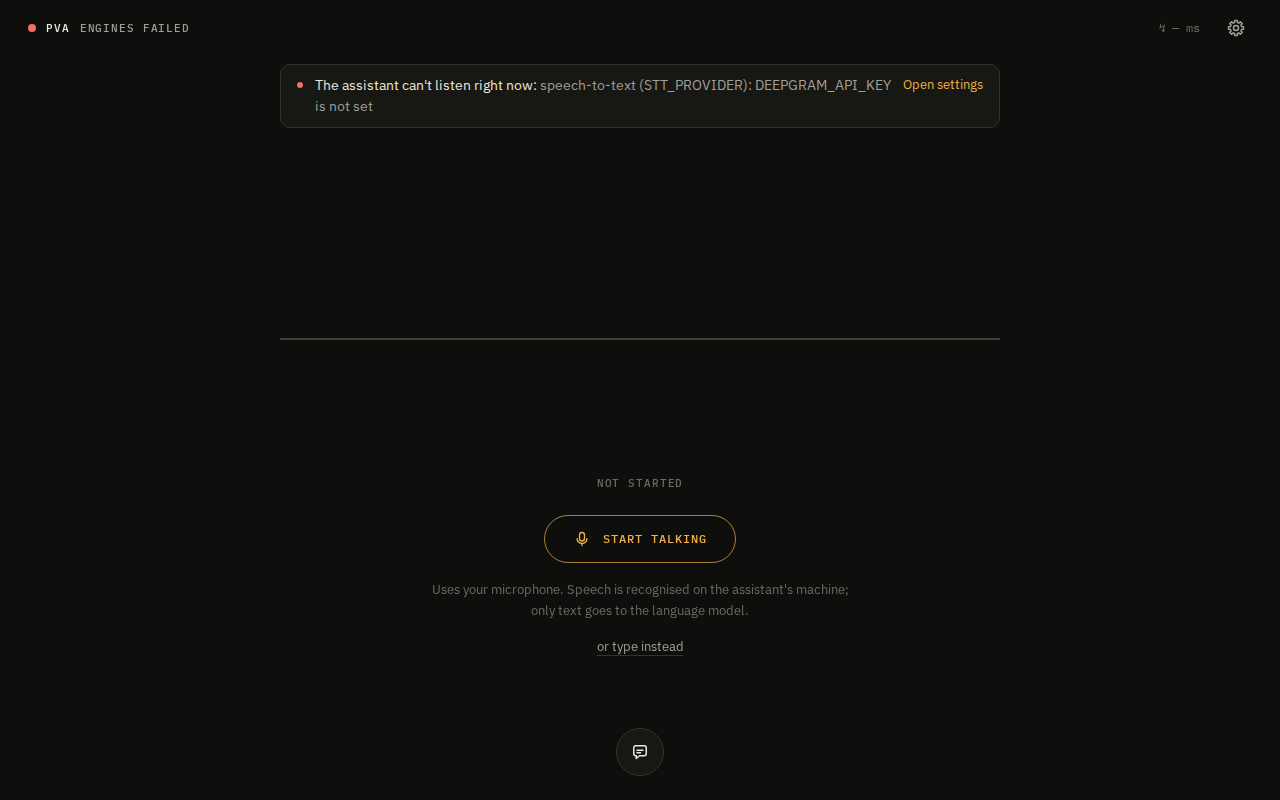 PVA ENGINES FAILED
↯ — ms
The assistant can't listen right now: speech-to-text (STT_PROVIDER): DEEPGRAM_API_KEY Open settings
is not set
NOT STARTED
START TALKING
Uses your microphone. Speech is recognised on the assistant's machine;
only text goes to the language model.
or type instead